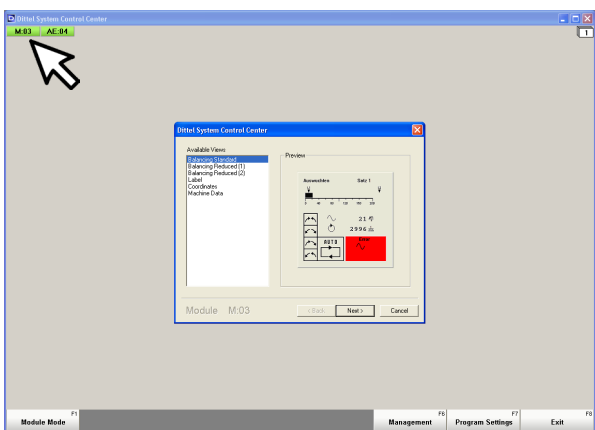 Dittel System Control Center
M:03 AE:04
1
Dittel System Control Center
Available Views
Balancing Standard
Balancing Reduced (1)
Balancing Reduced (2)
Label
Coordinates
Machine Data
Preview
Auswuchten Satz 1
21
2996
AUTO
Module M:03
< Back Next > Cancel
F1 F6 F7 F8
Module Mode Management Program Settings Exit